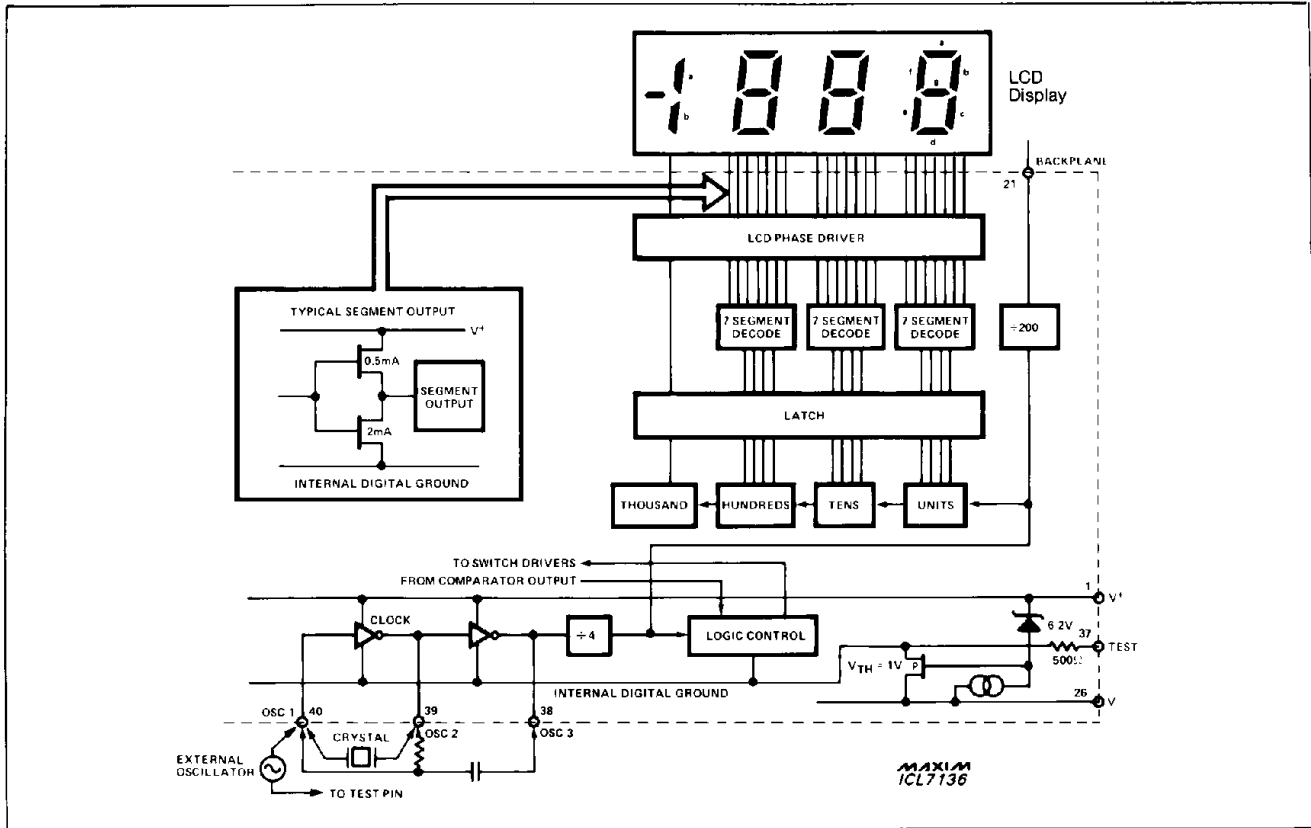 a
b
a
f
b
g
e
c
d
LCD
Display
BACKPLANE
21
LCD PHASE DRIVER
TYPICAL SEGMENT OUTPUT
V+
0.5mA
SEGMENT
OUTPUT
2mA
INTERNAL DIGITAL GROUND
7 SEGMENT
DECODE
7 SEGMENT
DECODE
7 SEGMENT
DECODE
÷200
LATCH
THOUSAND
HUNDREDS
TENS
UNITS
TO SWITCH DRIVERS
FROM COMPARATOR OUTPUT
1
V+
CLOCK
÷4
LOGIC CONTROL
6 2V
37
TEST
500Ω
VTH = 1V
P
INTERNAL DIGITAL GROUND
26
V
OSC 1
40
39
OSC 2
38
OSC 3
CRYSTAL
EXTERNAL
OSCILLATOR
TO TEST PIN
MAXIM
ICL7136